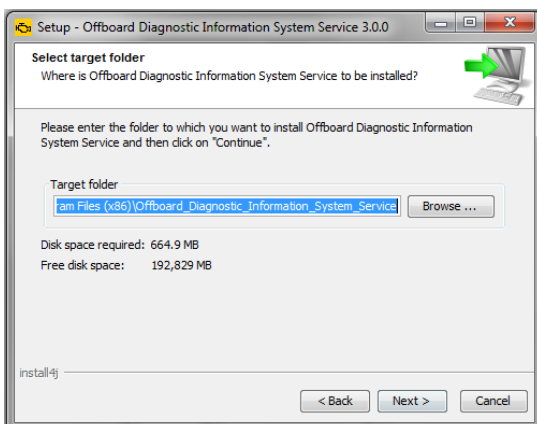 Setup - Offboard Diagnostic Information System Service 3.0.0
Select target folder
Where is Offboard Diagnostic Information System Service to be installed?
Please enter the folder to which you want to install Offboard Diagnostic Information
System Service and then click on "Continue".
Target folder
ram Files (x86)\Offboard_Diagnostic_Information_System_Service
Browse ...
Disk space required: 664.9 MB
Free disk space: 192,829 MB
install4j
< Back
Next >
Cancel